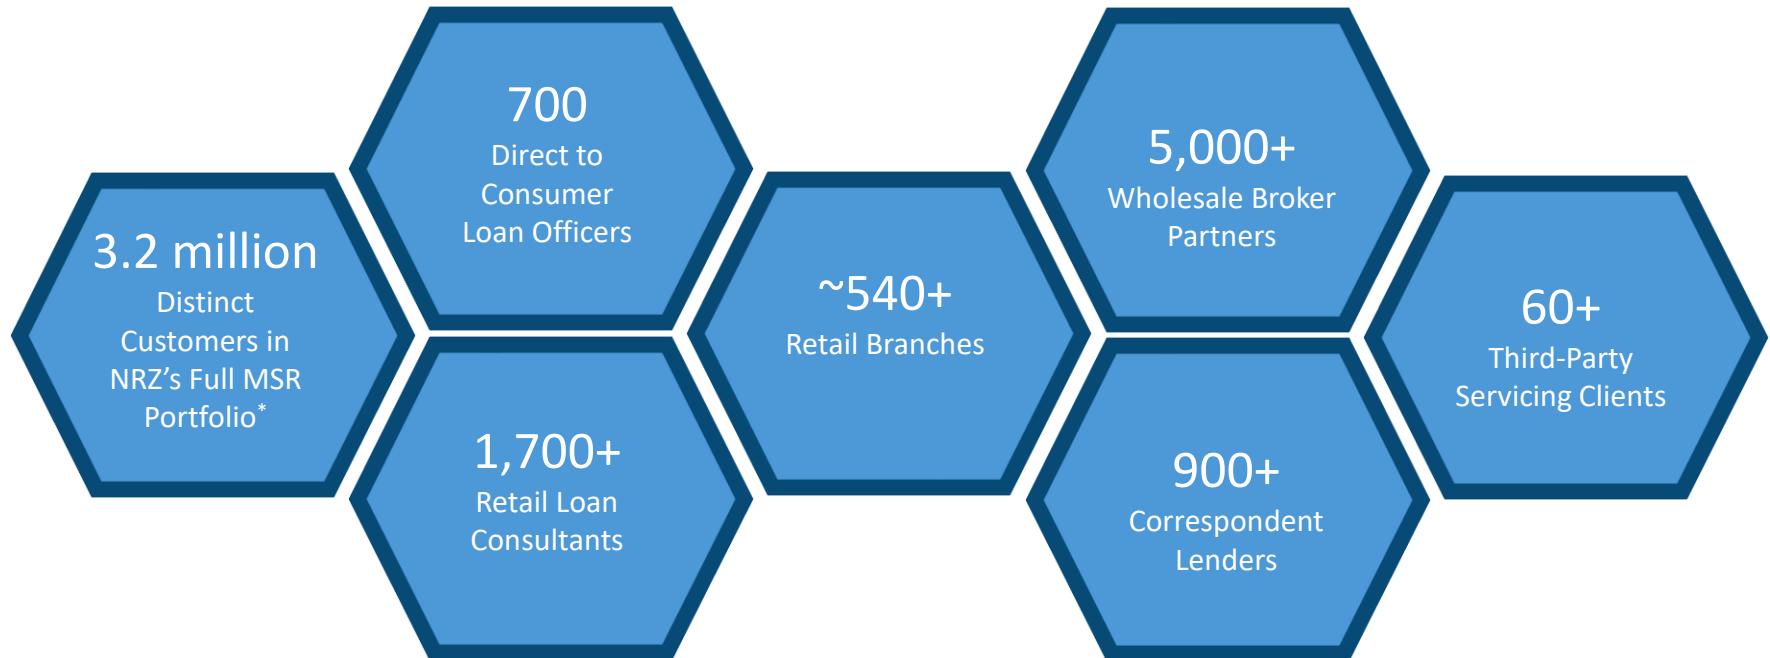 3.2 million
Distinct
Customers in
NRZ’s Full MSR
Portfolio*
700
Direct to
Consumer
Loan Officers
1,700+
Retail Loan
Consultants
~540+
Retail Branches
5,000+
Wholesale Broker
Partners
900+
Correspondent
Lenders
60+
Third-Party
Servicing Clients